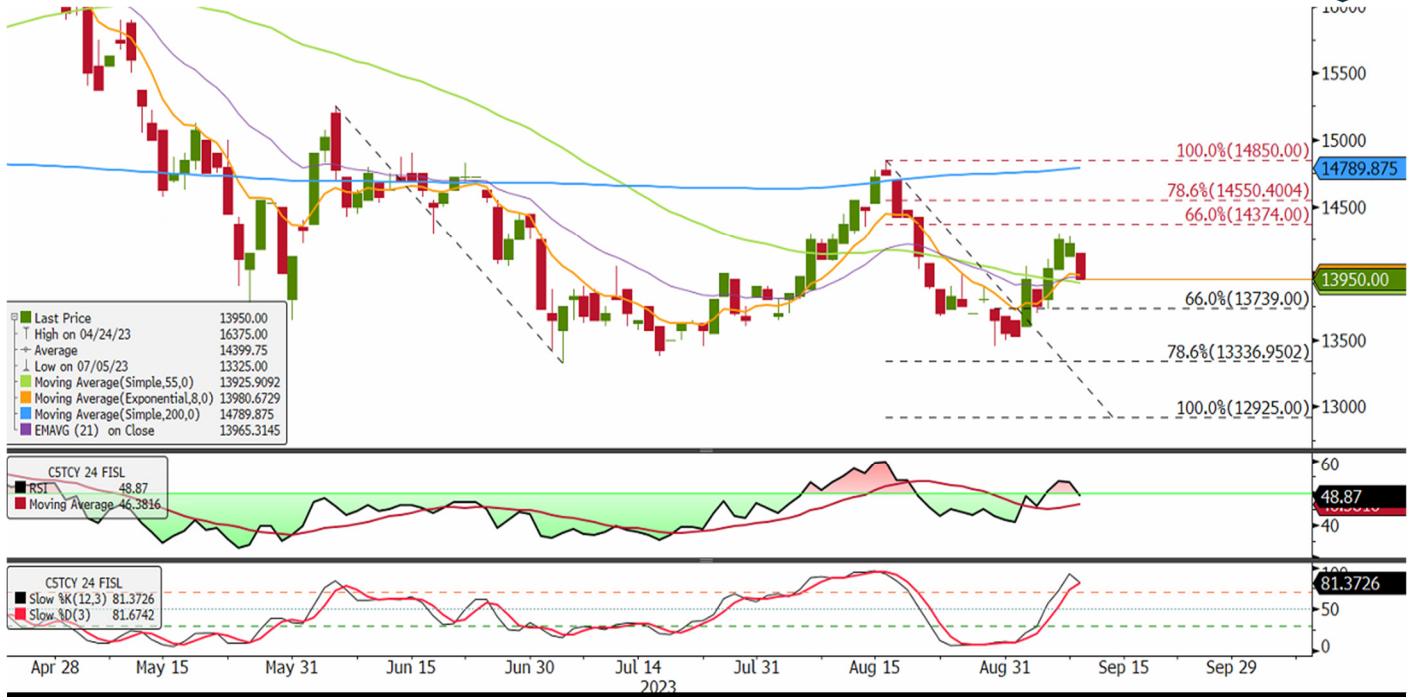 16000
15500
15000
14500
13500
13000
100.0%(14850.00)
14789.875
78.6%(14550.4004)
66.0%(14374.00)
13950.00
66.0%(13739.00)
78.6%(13336.9502)
100.0%(12925.00)
Last Price 13950.00
High on 04/24/23 16375.00
Average 14399.75
Low on 07/05/23 13325.00
Moving Average(Simple,55,0) 13925.9092
Moving Average(Exponential,8,0) 13980.6729
Moving Average(Simple,200,0) 14789.875
EMAVG (21) on Close 13965.3145
C5TCY 24 FISL
RSI 48.87
Moving Average 46.3816
60
48.87
46.3816
40
C5TCY 24 FISL
Slow %K(12,3) 81.3726
Slow %D(3) 81.6742
100
81.3726
50
0
Apr 28 May 15 May 31 Jun 15 Jun 30 Jul 14 Jul 31 Aug 15 Aug 31 Sep 15 Sep 29
2023